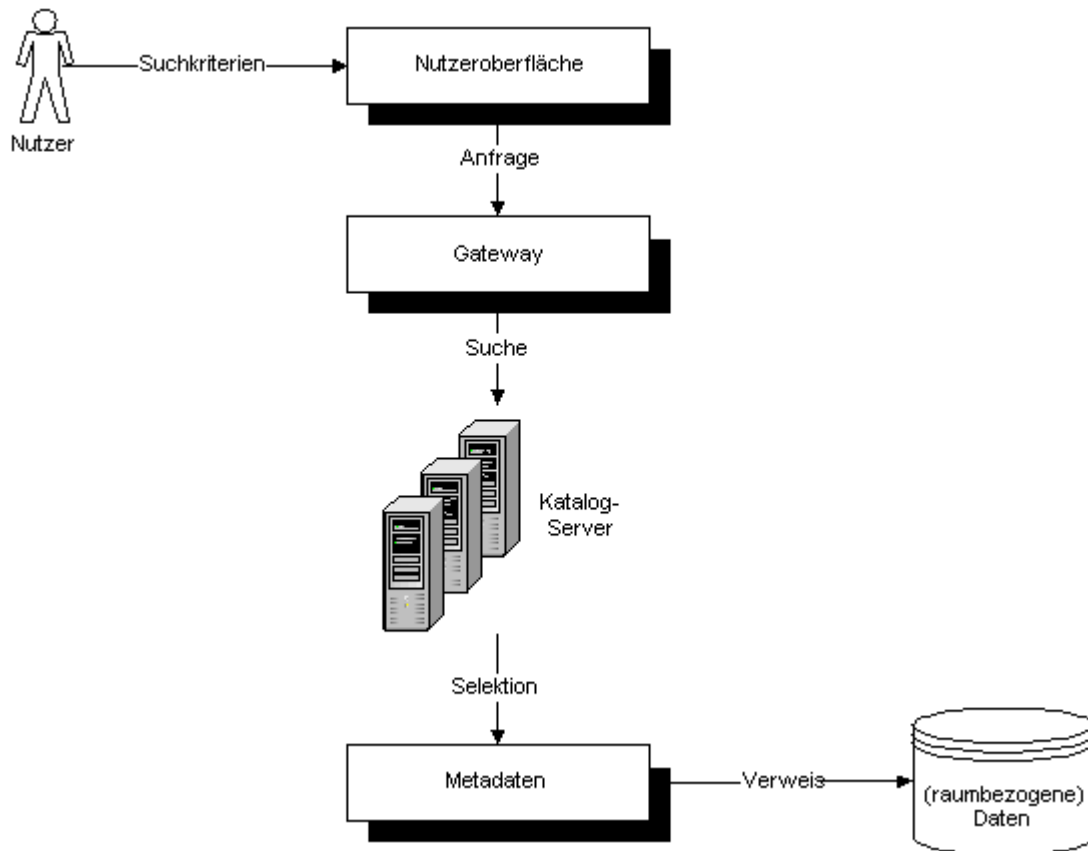 Suchkriterien
Nutzeroberfläche
Nutzer
Anfrage
Gateway
Suche
Katalog-
Server
Selektion
Metadaten
Verweis
(raumbezogene)
Daten